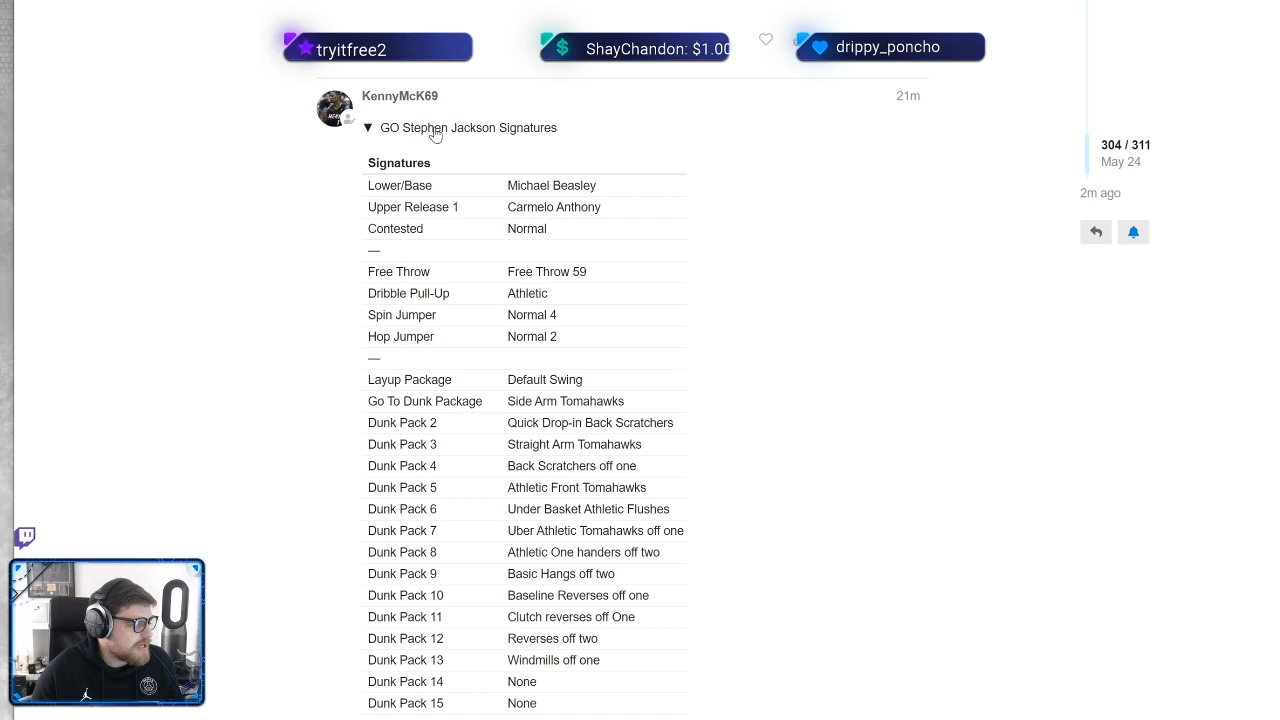 tryitfree2
ShayChandon: $1.00
drippy_poncho
KennyMcK69
21m
▼ GO Stephen Jackson Signatures
304 / 311
May 24
2m ago
Signatures
Lower/Base Michael Beasley
Upper Release 1 Carmelo Anthony
Contested Normal
—
Free Throw Free Throw 59
Dribble Pull-Up Athletic
Spin Jumper Normal 4
Hop Jumper Normal 2
—
Layup Package Default Swing
Go To Dunk Package Side Arm Tomahawks
Dunk Pack 2 Quick Drop-in Back Scratchers
Dunk Pack 3 Straight Arm Tomahawks
Dunk Pack 4 Back Scratchers off one
Dunk Pack 5 Athletic Front Tomahawks
Dunk Pack 6 Under Basket Athletic Flushes
Dunk Pack 7 Uber Athletic Tomahawks off one
Dunk Pack 8 Athletic One handers off two
Dunk Pack 9 Basic Hangs off two
Dunk Pack 10 Baseline Reverses off one
Dunk Pack 11 Clutch reverses off One
Dunk Pack 12 Reverses off two
Dunk Pack 13 Windmills off one
Dunk Pack 14 None
Dunk Pack 15 None